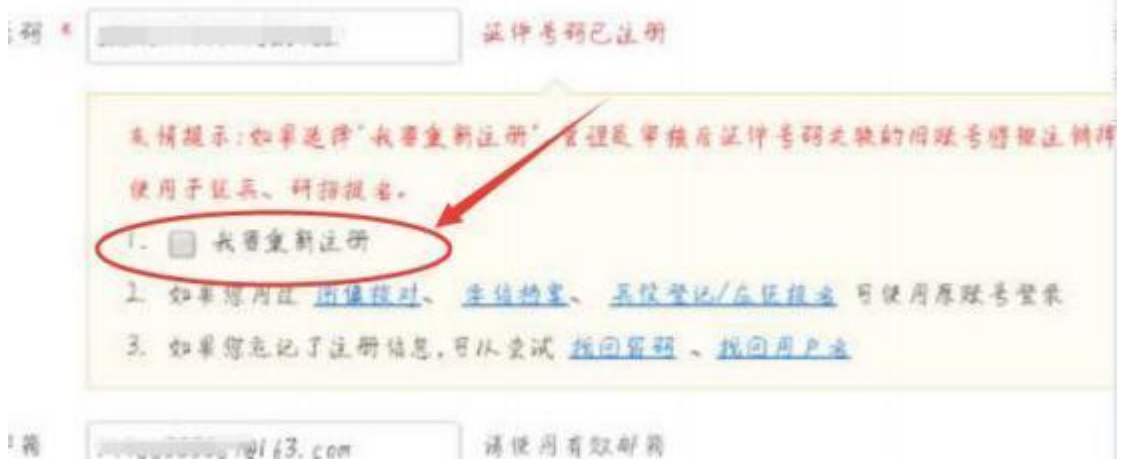 码 * 证件号码已注册
友情提示:如果选择"我要重新注册" 管理员审核后证件号码关联的旧账号将被注销掉
使用于征兵、研招报名。
1. 我要重新注册
2. 如果您用过 图像校对、 学信档案、 兵役登记/应征报名 可使用原账号登录
3. 如果您忘记了注册信息,可以尝试 找回密码 、找回用户名
邮箱 @163.com 请使用有效邮箱